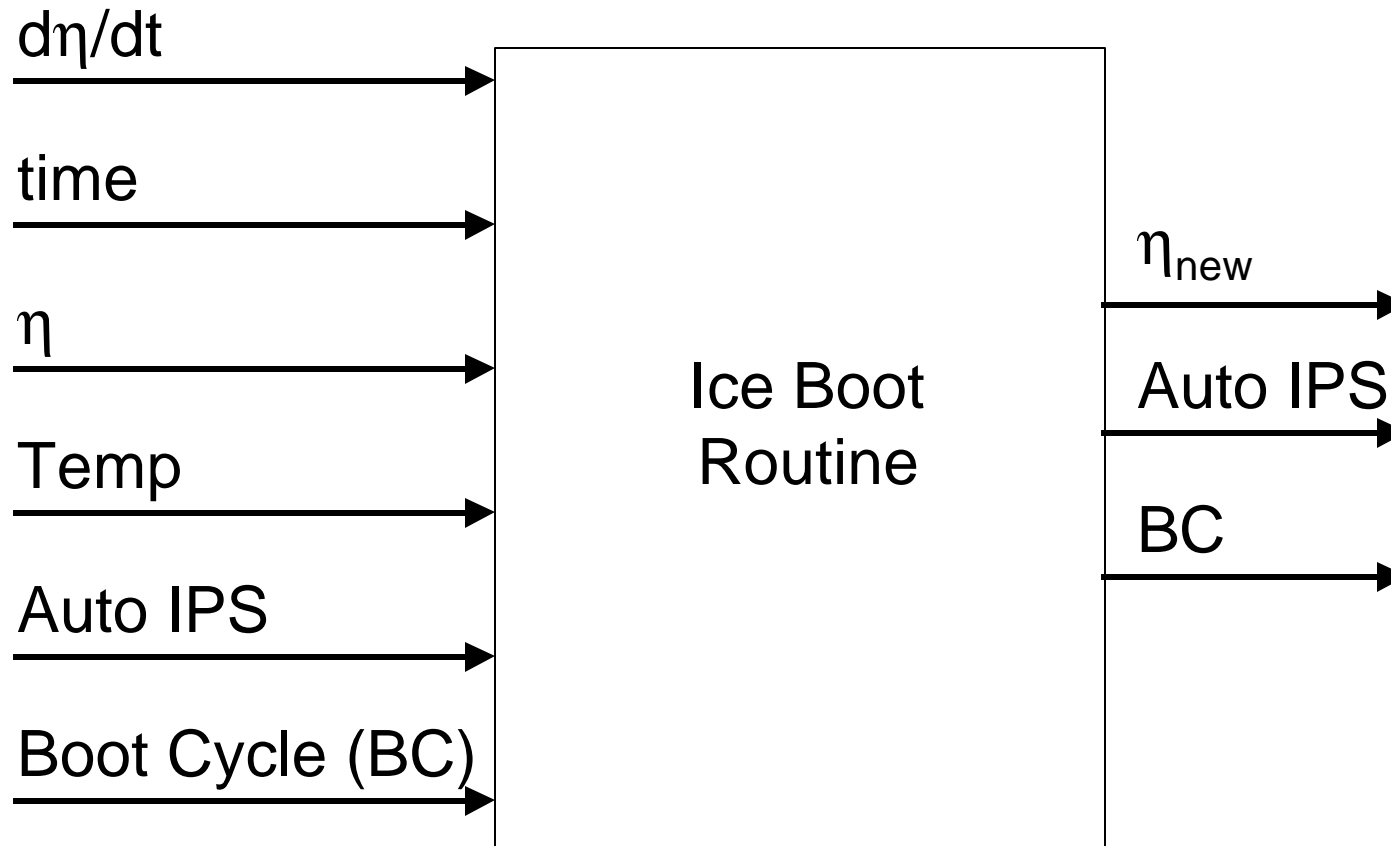 dη/dt
time
η
Temp
Auto IPS
Boot Cycle (BC)
Ice Boot
Routine
ηnew
Auto IPS
BC